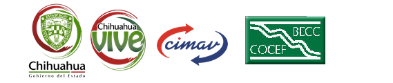 Chihuahua
Gobierno del Estado
Chihuahua
vive
cimav
BECC
COCEF